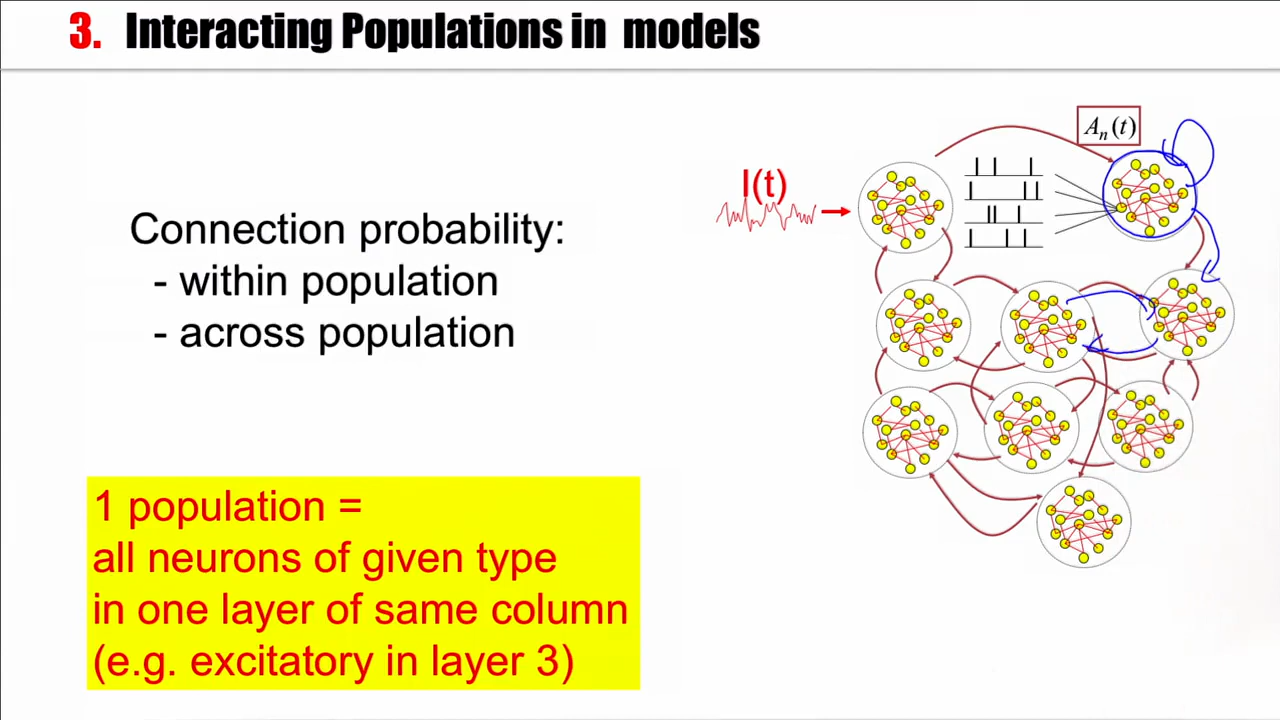 3. Interacting Populations in models
A_n(t)
I(t)
Connection probability:
- within population
- across population
1 population =
all neurons of given type
in one layer of same column
(e.g. excitatory in layer 3)